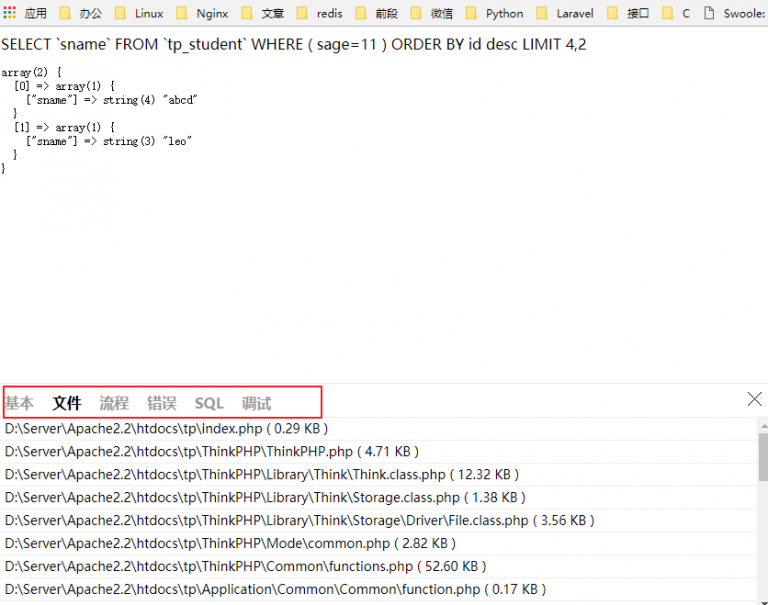 应用 办公 Linux Nginx 文章 redis 前段 微信 Python Laravel 接口 C Swoole:
SELECT `sname` FROM `tp_student` WHERE ( sage=11 ) ORDER BY id desc LIMIT 4,2
array(2) {
  [0] => array(1) {
    ["sname"] => string(4) "abcd"
  }
  [1] => array(1) {
    ["sname"] => string(3) "leo"
  }
}
基本 文件 流程 错误 SQL 调试
D:\Server\Apache2.2\htdocs\tp\index.php ( 0.29 KB )
D:\Server\Apache2.2\htdocs\tp\ThinkPHP\ThinkPHP.php ( 4.71 KB )
D:\Server\Apache2.2\htdocs\tp\ThinkPHP\Library\Think\Think.class.php ( 12.32 KB )
D:\Server\Apache2.2\htdocs\tp\ThinkPHP\Library\Think\Storage.class.php ( 1.38 KB )
D:\Server\Apache2.2\htdocs\tp\ThinkPHP\Library\Think\Storage\Driver\File.class.php ( 3.56 KB )
D:\Server\Apache2.2\htdocs\tp\ThinkPHP\Mode\common.php ( 2.82 KB )
D:\Server\Apache2.2\htdocs\tp\ThinkPHP\Common\functions.php ( 52.60 KB )
D:\Server\Apache2.2\htdocs\tp\Application\Common\Common\function.php ( 0.17 KB )